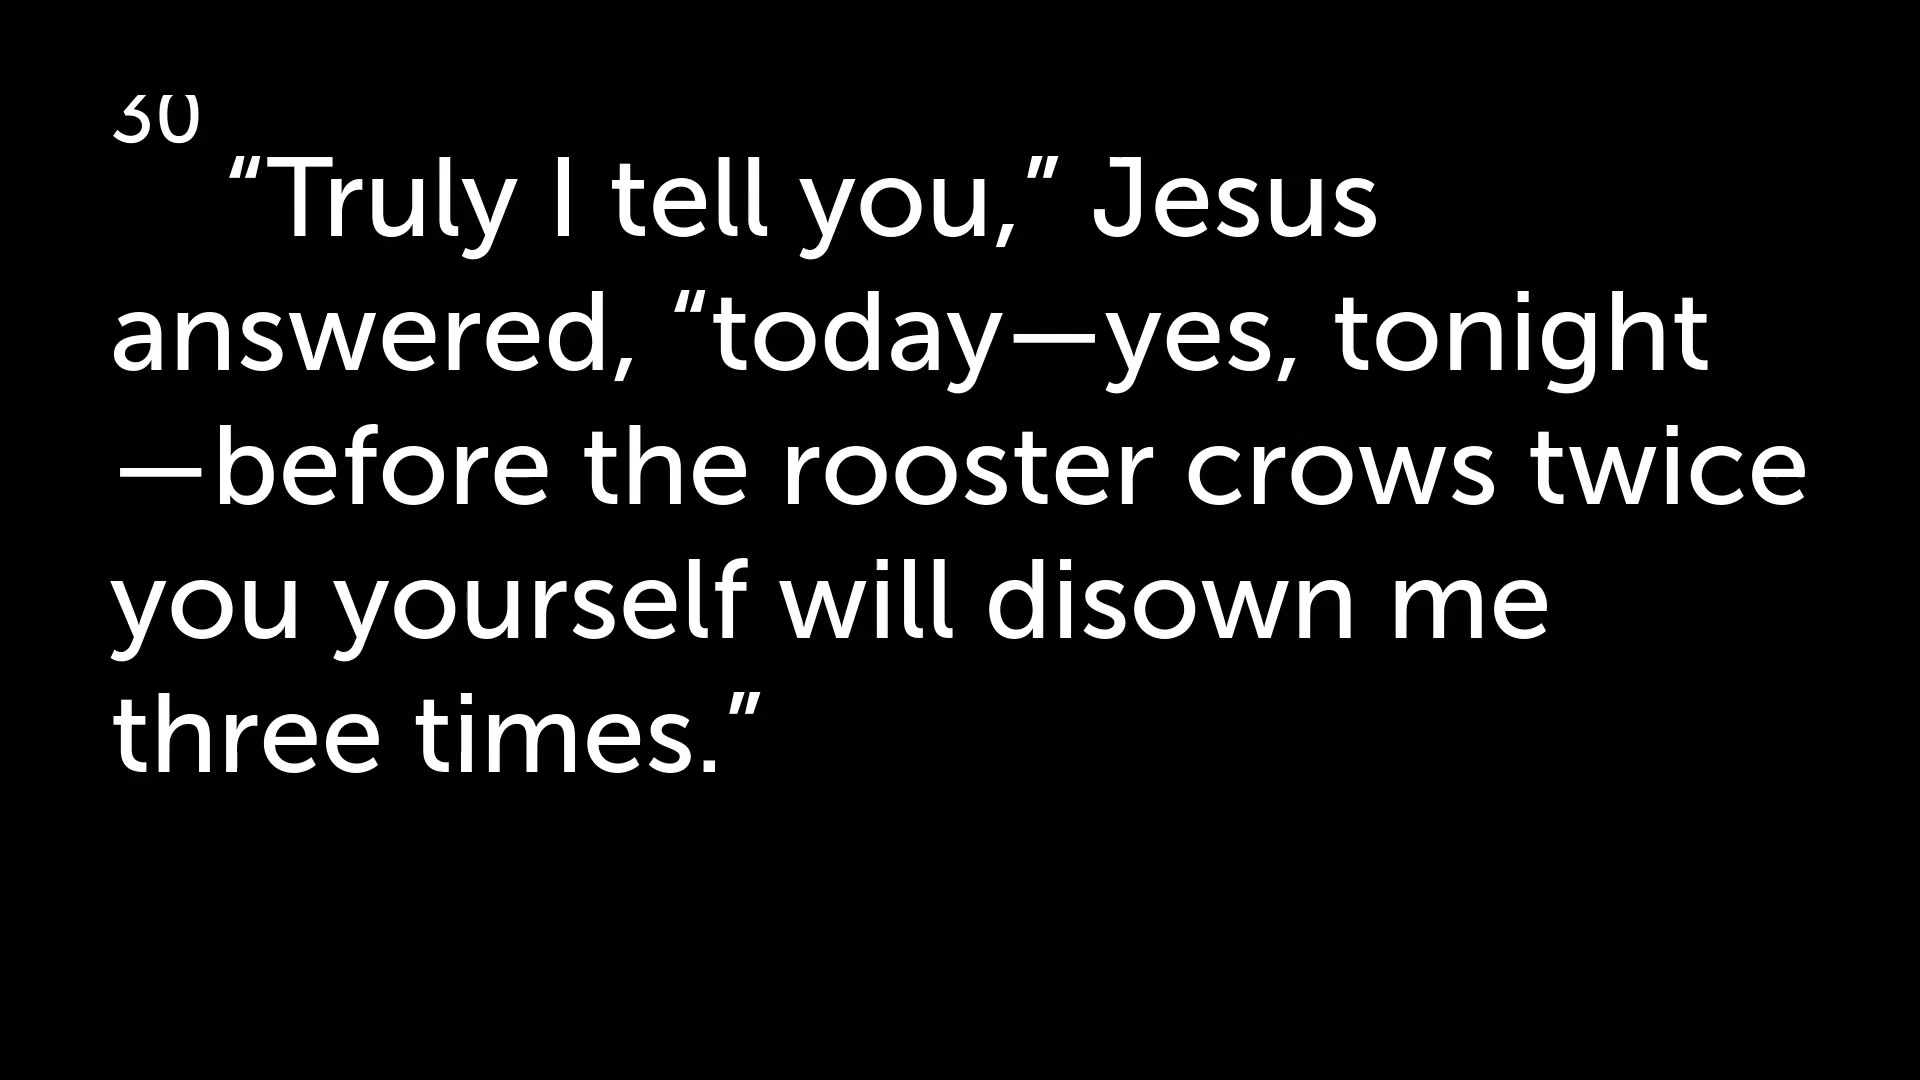 30
“Truly I tell you,” Jesus
answered, “today—yes, tonight
—before the rooster crows twice
you yourself will disown me
three times.”